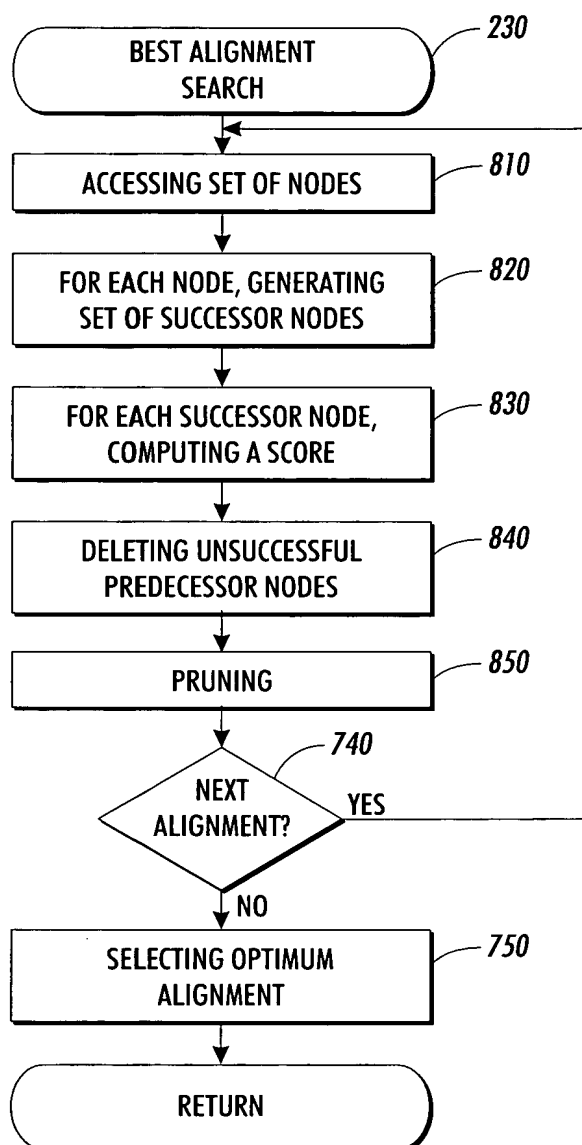 230
BEST ALIGNMENT
SEARCH
810
ACCESSING SET OF NODES
820
FOR EACH NODE, GENERATING
SET OF SUCCESSOR NODES
830
FOR EACH SUCCESSOR NODE,
COMPUTING A SCORE
840
DELETING UNSUCCESSFUL
PREDECESSOR NODES
850
PRUNING
740
NEXT
ALIGNMENT?
YES
NO
750
SELECTING OPTIMUM
ALIGNMENT
RETURN